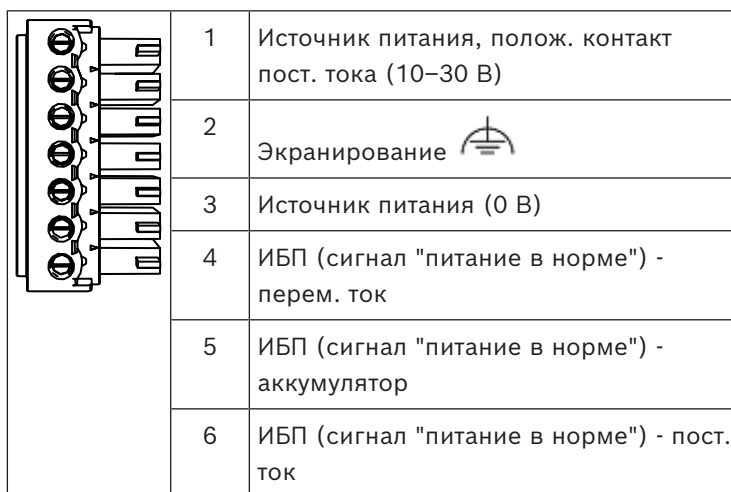 1 Источник питания, полож. контакт
пост. тока (10–30 В)
2 Экранирование
3 Источник питания (0 В)
4 ИБП (сигнал "питание в норме") -
перем. ток
5 ИБП (сигнал "питание в норме") -
аккумулятор
6 ИБП (сигнал "питание в норме") - пост.
ток